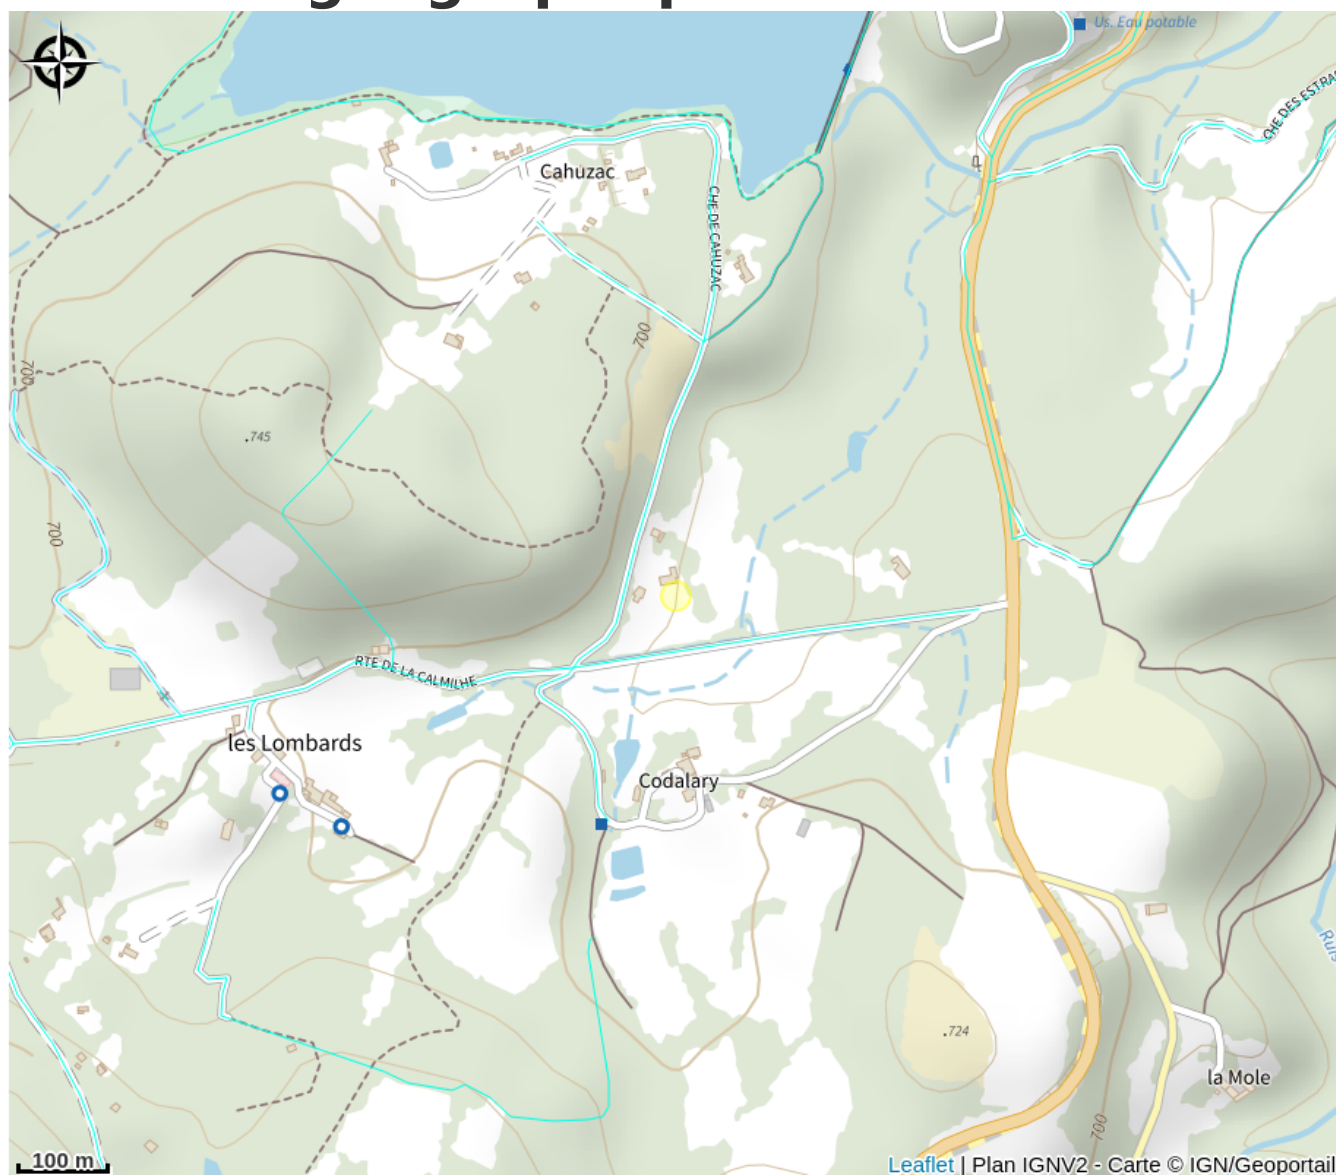 Us. Eau potable
CHE DES ESTRA
Cahuzac
CHE DE CAHUZAC
700
700
.745
700
RTE DE LA CALMILHE
les Lombards
Codalary
Ruis
.724
la Mole
700
100 m
Leaflet | Plan IGNV2 - Carte © IGN/Geoportail